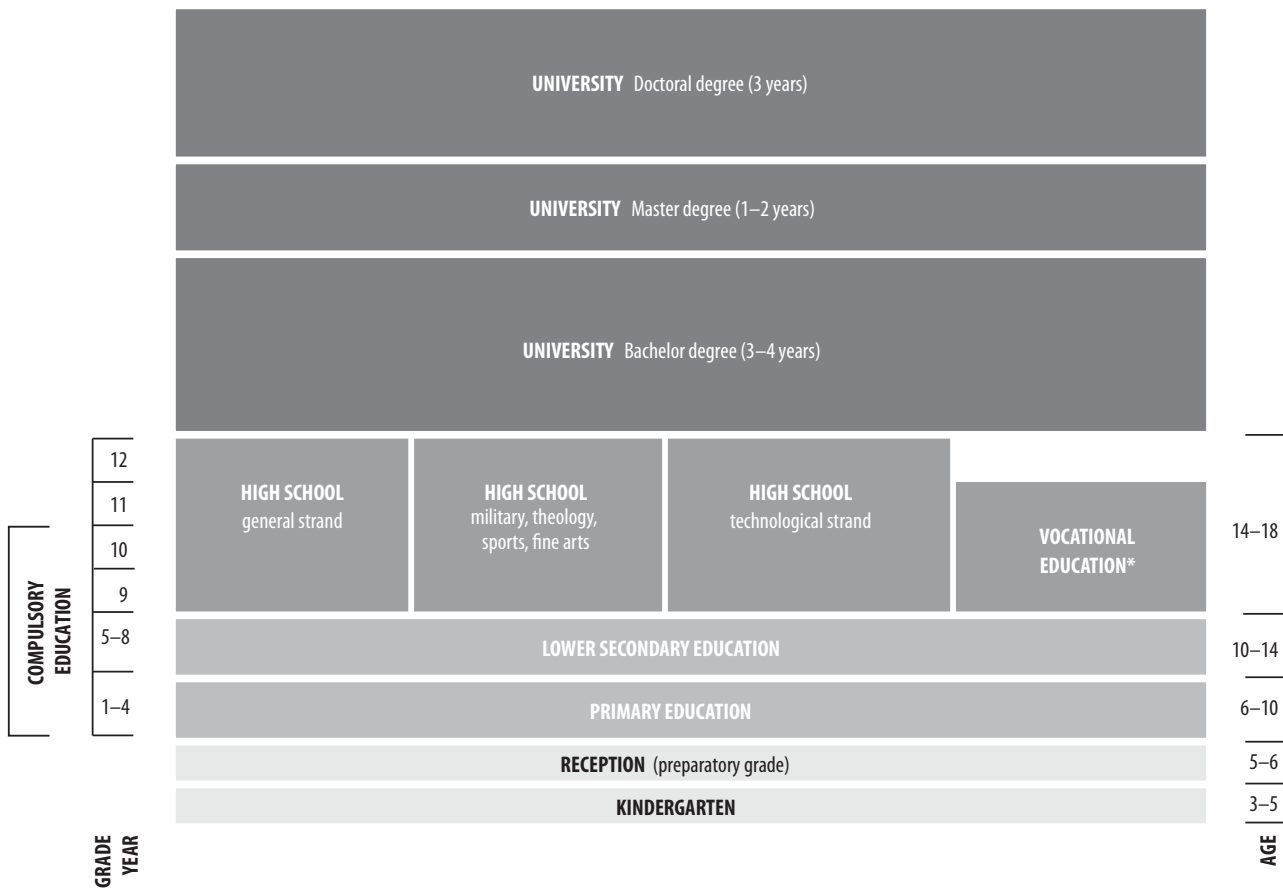 UNIVERSITY Doctoral degree (3 years)
UNIVERSITY Master degree (1–2 years)
UNIVERSITY Bachelor degree (3–4 years)
12
11
10
9
5–8
1–4
COMPULSORY
EDUCATION
HIGH SCHOOL
general strand
HIGH SCHOOL
military, theology,
sports, fine arts
HIGH SCHOOL
technological strand
VOCATIONAL
EDUCATION*
14–18
LOWER SECONDARY EDUCATION
10–14
PRIMARY EDUCATION
6–10
RECEPTION (preparatory grade)
5–6
KINDERGARTEN
3–5
GRADE
YEAR
AGE